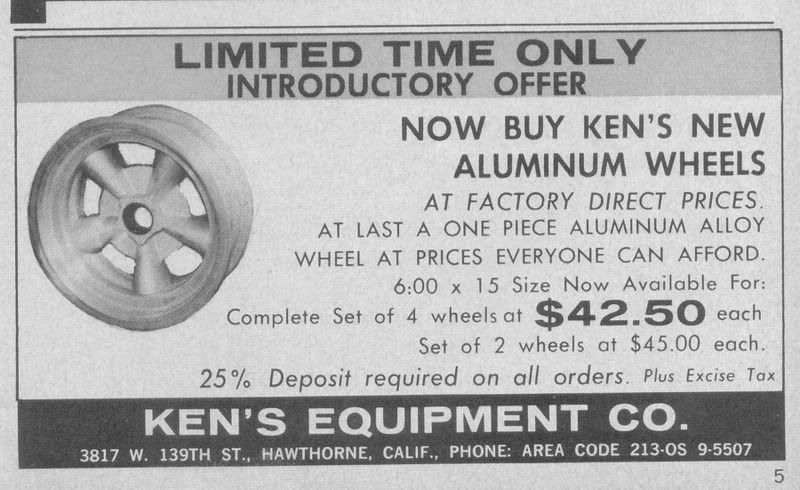 LIMITED TIME ONLY
INTRODUCTORY OFFER
NOW BUY KEN'S NEW
ALUMINUM WHEELS
AT FACTORY DIRECT PRICES.
AT LAST A ONE PIECE ALUMINUM ALLOY
WHEEL AT PRICES EVERYONE CAN AFFORD.
6:00 x 15 Size Now Available For:
Complete Set of 4 wheels at $42.50 each
Set of 2 wheels at $45.00 each.
25% Deposit required on all orders. Plus Excise Tax
KEN'S EQUIPMENT CO.
3817 W. 139TH ST., HAWTHORNE, CALIF., PHONE: AREA CODE 213-OS 9-5507
5